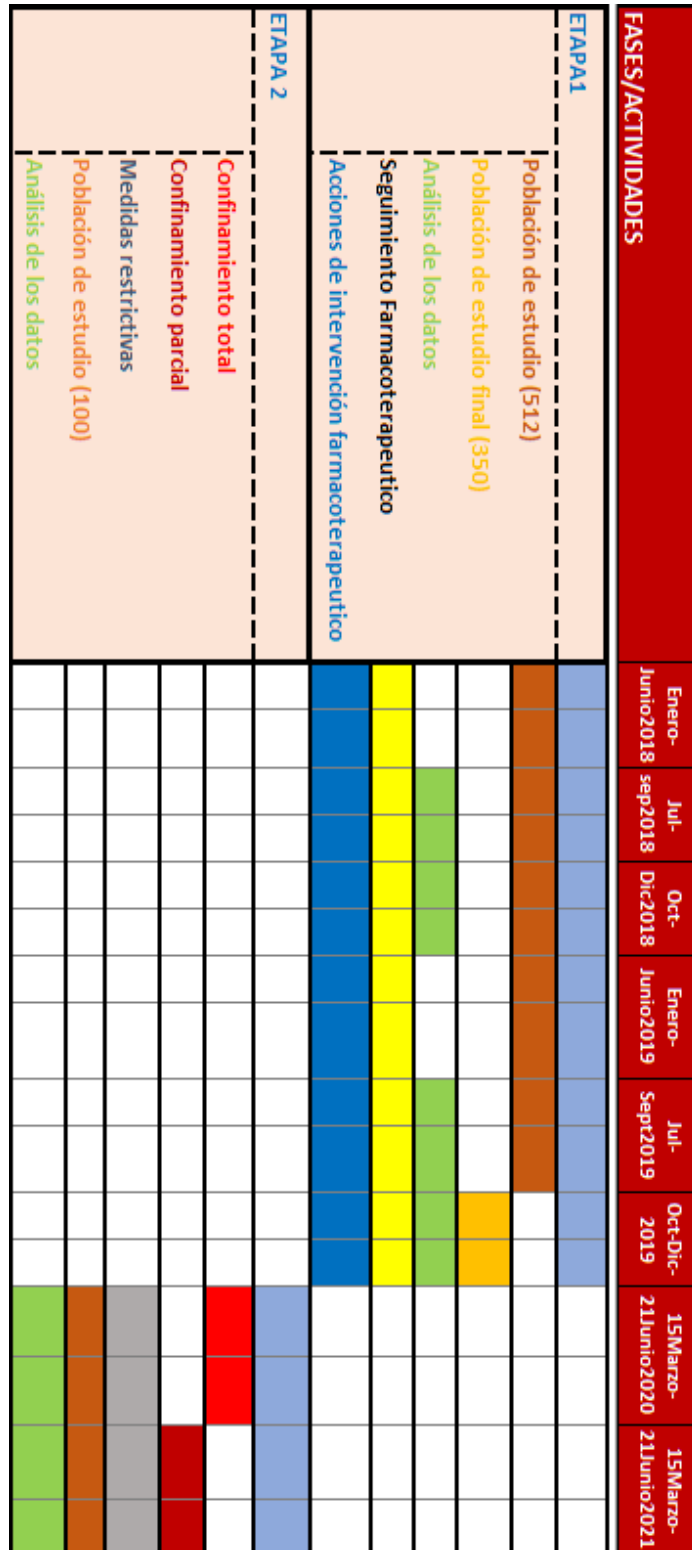 FASES/ACTIVIDADES
Enero-
Junio2018
Jul-
sep2018
Oct-
Dic2018
Enero-
Junio2019
Jul-
Sept2019
Oct-Dic-
2019
15Marzo-
21Junio2020
15Marzo-
21Junio2021
ETAPA1
Población de estudio (512)
Población de estudio final (350)
Análisis de los datos
Seguimiento Farmacoterapeutico
Acciones de intervención farmacoterapeutico
ETAPA 2
Confinamiento total
Confinamiento parcial
Medidas restrictivas
Población de estudio (100)
Análisis de los datos